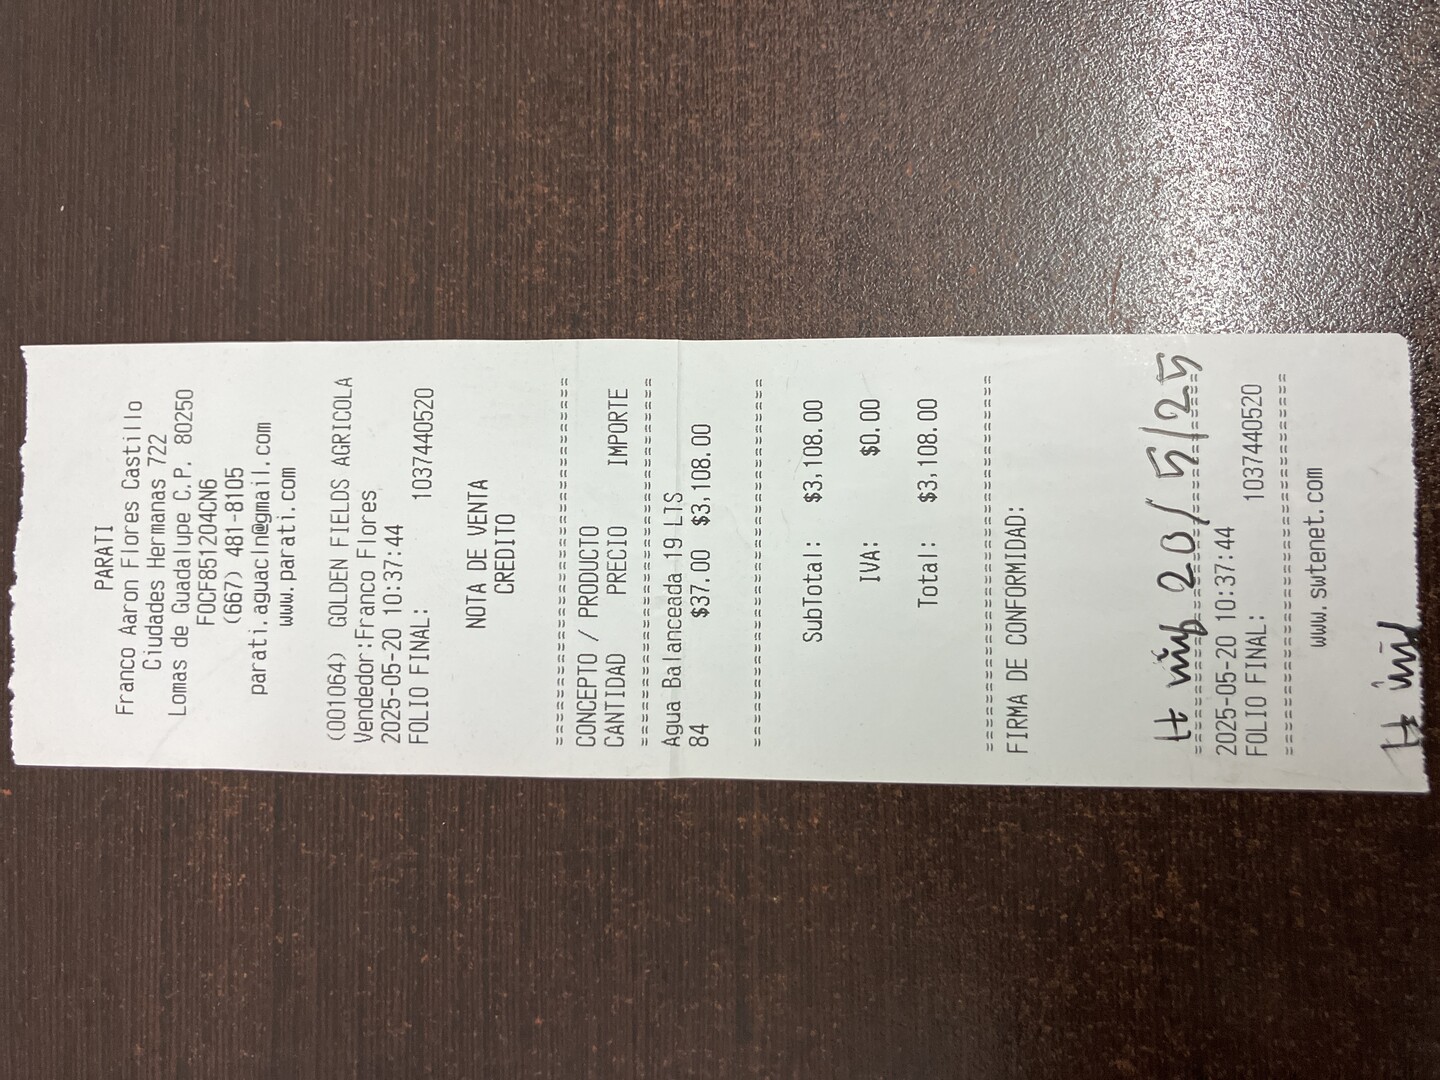 PARATI
Franco Aaron Flores Castillo
Ciudades Hermanas 722
Lomas de Guadalupe C.P. 80250
FOCF851204CN6
(667) 481-8105
parati.aguacln@gmail.com
www.parati.com
(001064) GOLDEN FIELDS AGRICOLA
Vendedor:Franco Flores
2025-05-20 10:37:44
FOLIO FINAL: 1037440520
NOTA DE VENTA
CREDITO
===============================
CONCEPTO / PRODUCTO
CANTIDAD PRECIO IMPORTE
===============================
Agua Balanceada 19 LTS
84 $37.00 $3,108.00
===============================
SubTotal: $3,108.00
IVA: $0.00
Total: $3,108.00
===============================
FIRMA DE CONFORMIDAD:
20/5/25
===============================
2025-05-20 10:37:44
FOLIO FINAL: 1037440520
===============================
www.swtenet.com